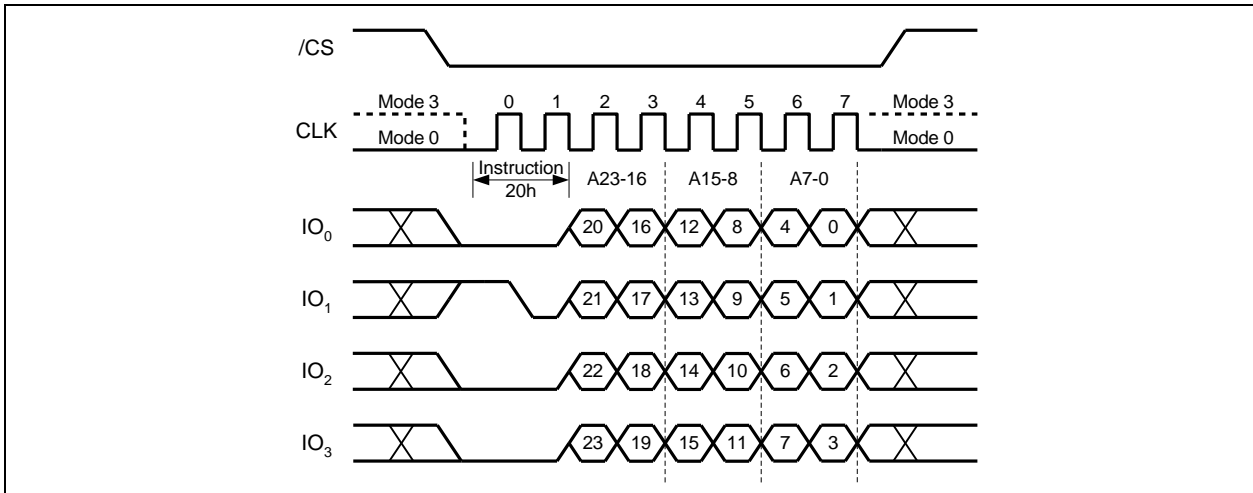 /CS
Mode 3 0 1 2 3 4 5 6 7 Mode 3
CLK
Mode 0 Mode 0
Instruction
20h
A23-16 A15-8 A7-0
IO0 20 16 12 8 4 0
IO1 21 17 13 9 5 1
IO2 22 18 14 10 6 2
IO3 23 19 15 11 7 3